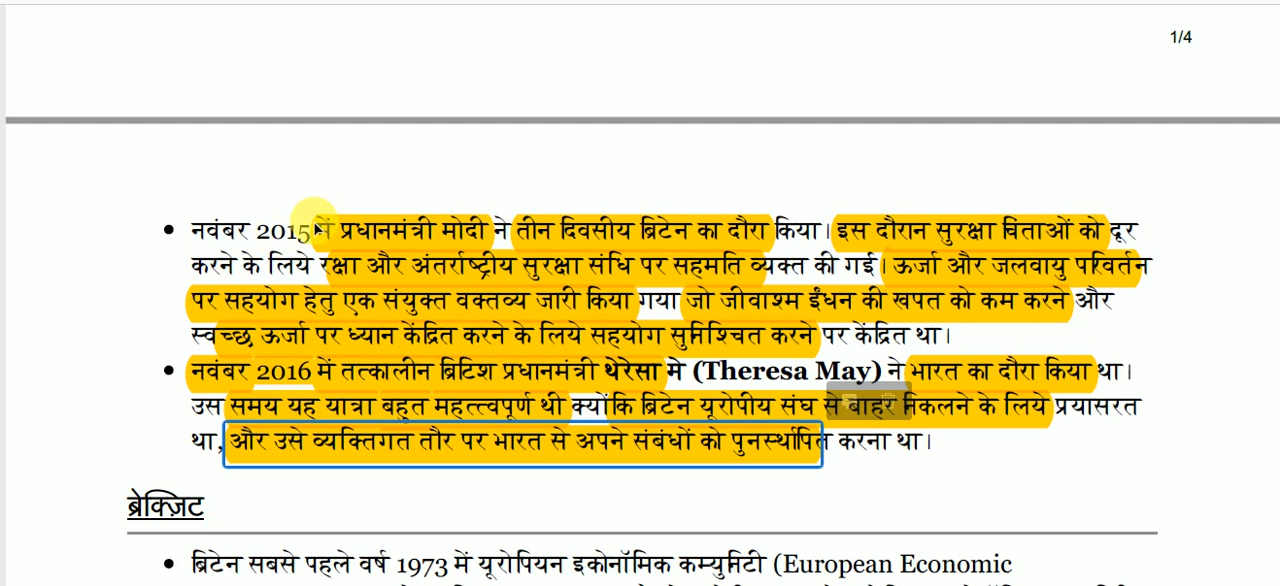 1/4
• नवंबर 2015 में प्रधानमंत्री मोदी ने तीन दिवसीय ब्रिटेन का दौरा किया। इस दौरान सुरक्षा चिंताओं को दूर
करने के लिये रक्षा और अंतर्राष्ट्रीय सुरक्षा संधि पर सहमति व्यक्त की गई। ऊर्जा और जलवायु परिवर्तन
पर सहयोग हेतु एक संयुक्त वक्तव्य जारी किया गया जो जीवाश्म ईंधन की खपत को कम करने और
स्वच्छ ऊर्जा पर ध्यान केंद्रित करने के लिये सहयोग सुनिश्चित करने पर केंद्रित था।
• नवंबर 2016 में तत्कालीन ब्रिटिश प्रधानमंत्री थेरेसा मे (Theresa May) ने भारत का दौरा किया था।
उस समय यह यात्रा बहुत महत्त्वपूर्ण थी क्योंकि ब्रिटेन यूरोपीय संघ से बाहर निकलने के लिये प्रयासरत
था, और उसे व्यक्तिगत तौर पर भारत से अपने संबंधों को पुनर्स्थापित करना था।
ब्रेक्ज़िट
• ब्रिटेन सबसे पहले वर्ष 1973 में यूरोपियन इकोनॉमिक कम्युनिटी (European Economic